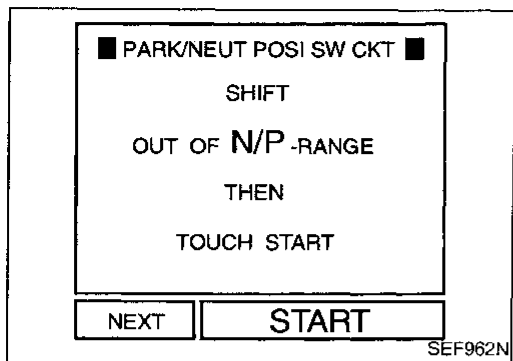 ■ PARK/NEUT POSI SW CKT ■
SHIFT
OUT OF N/P -RANGE
THEN
TOUCH START
NEXT START
SEF962N